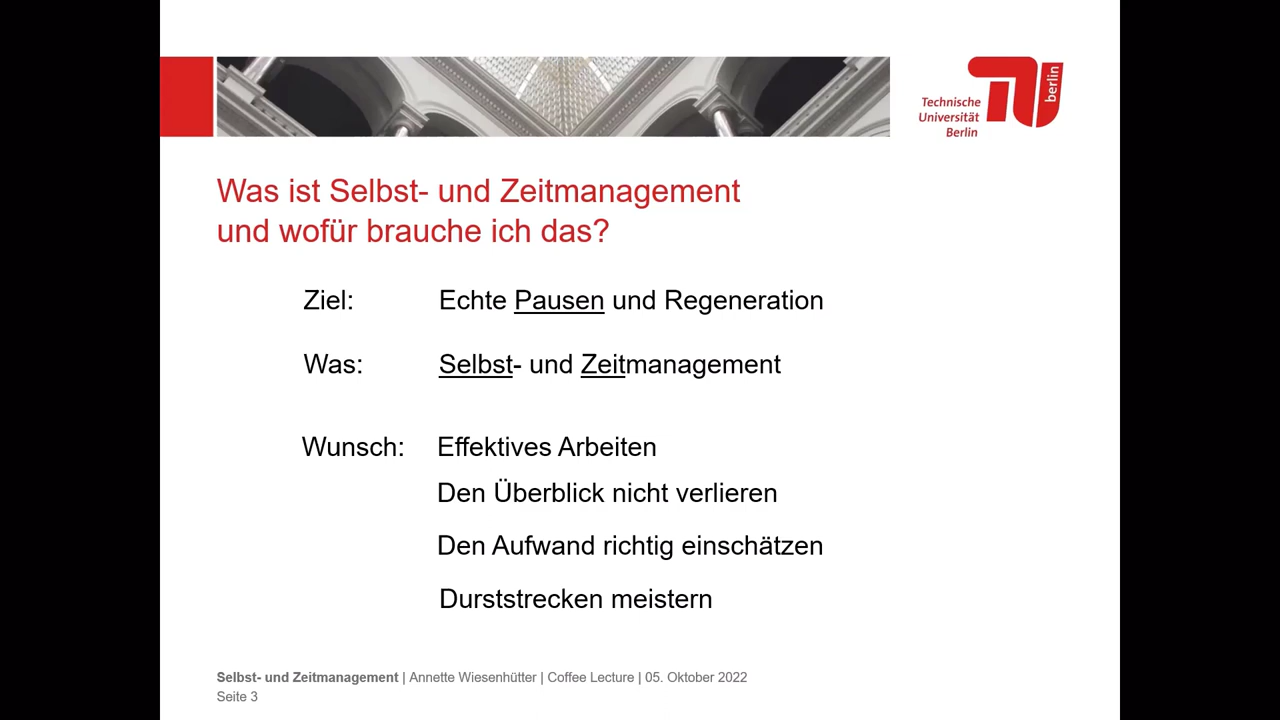 Technische
Universität
Berlin
berlin
Was ist Selbst- und Zeitmanagement
und wofür brauche ich das?
Ziel: Echte Pausen und Regeneration
Was: Selbst- und Zeitmanagement
Wunsch: Effektives Arbeiten
Den Überblick nicht verlieren
Den Aufwand richtig einschätzen
Durststrecken meistern
Selbst- und Zeitmanagement | Annette Wiesenhütter | Coffee Lecture | 05. Oktober 2022
Seite 3